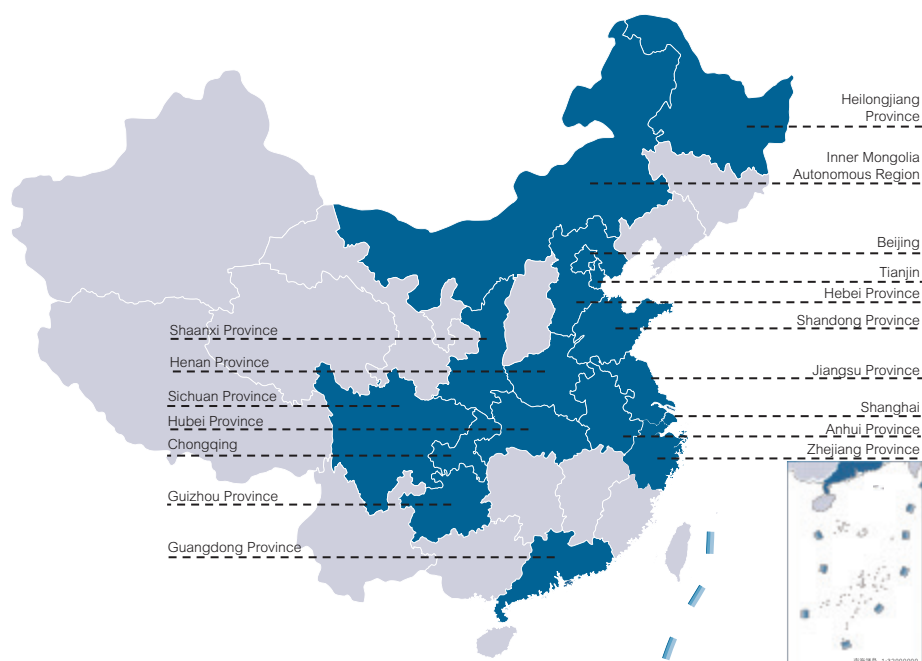 Heilongjiang
Province
Inner Mongolia
Autonomous Region
Beijing
Tianjin
Hebei Province
Shandong Province
Shaanxi Province
Henan Province
Jiangsu Province
Sichuan Province
Shanghai
Hubei Province
Anhui Province
Chongqing
Zhejiang Province
Guizhou Province
Guangdong Province